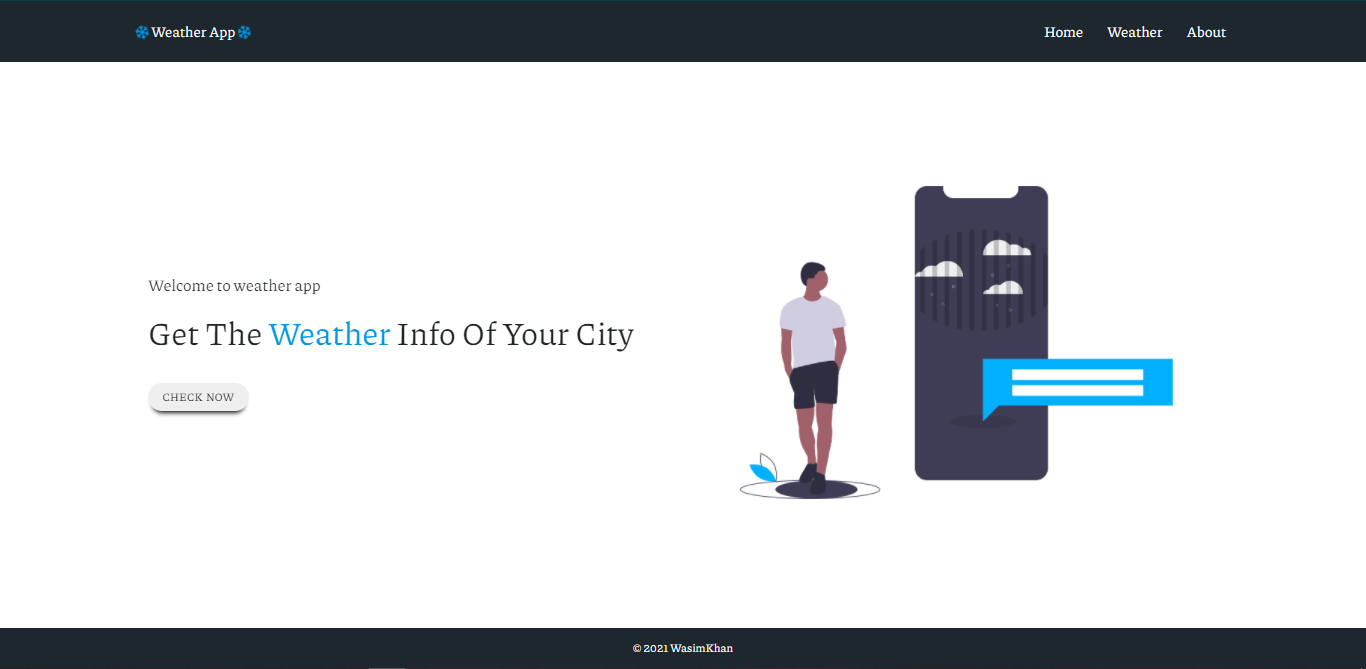 ❄Weather App❄
Home Weather About
Welcome to weather app
Get The Weather Info Of Your City
CHECK NOW
© 2021 WasimKhan